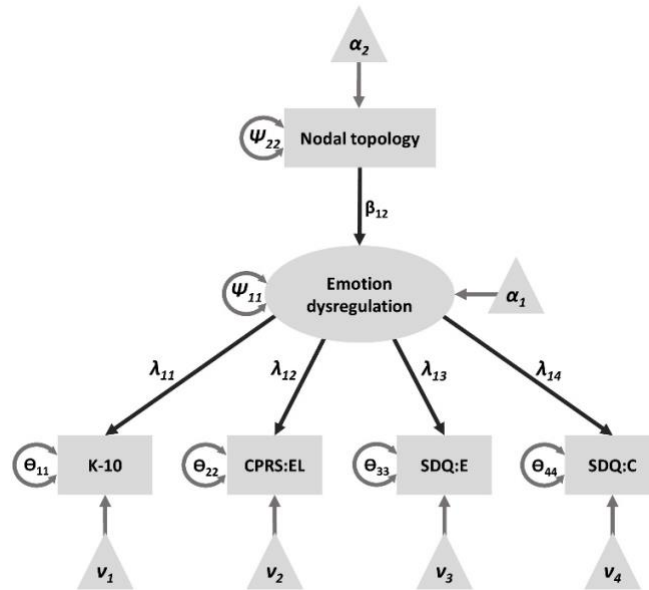 α2
Ψ22
Nodal topology
β12
Ψ11
Emotion
dysregulation
α1
λ11
λ12
λ13
λ14
Θ11
K-10
Θ22
CPRS:EL
Θ33
SDQ:E
Θ44
SDQ:C
ν1
ν2
ν3
ν4